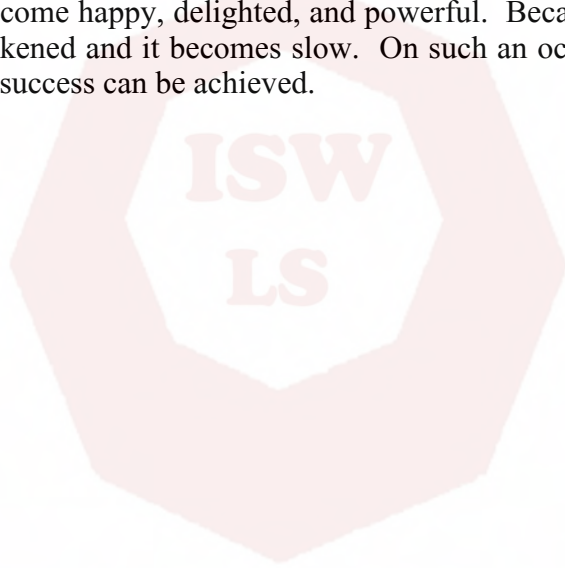 come happy, delighted, and powerful. Beca
kened and it becomes slow. On such an oc
success can be achieved.
ISW
LS